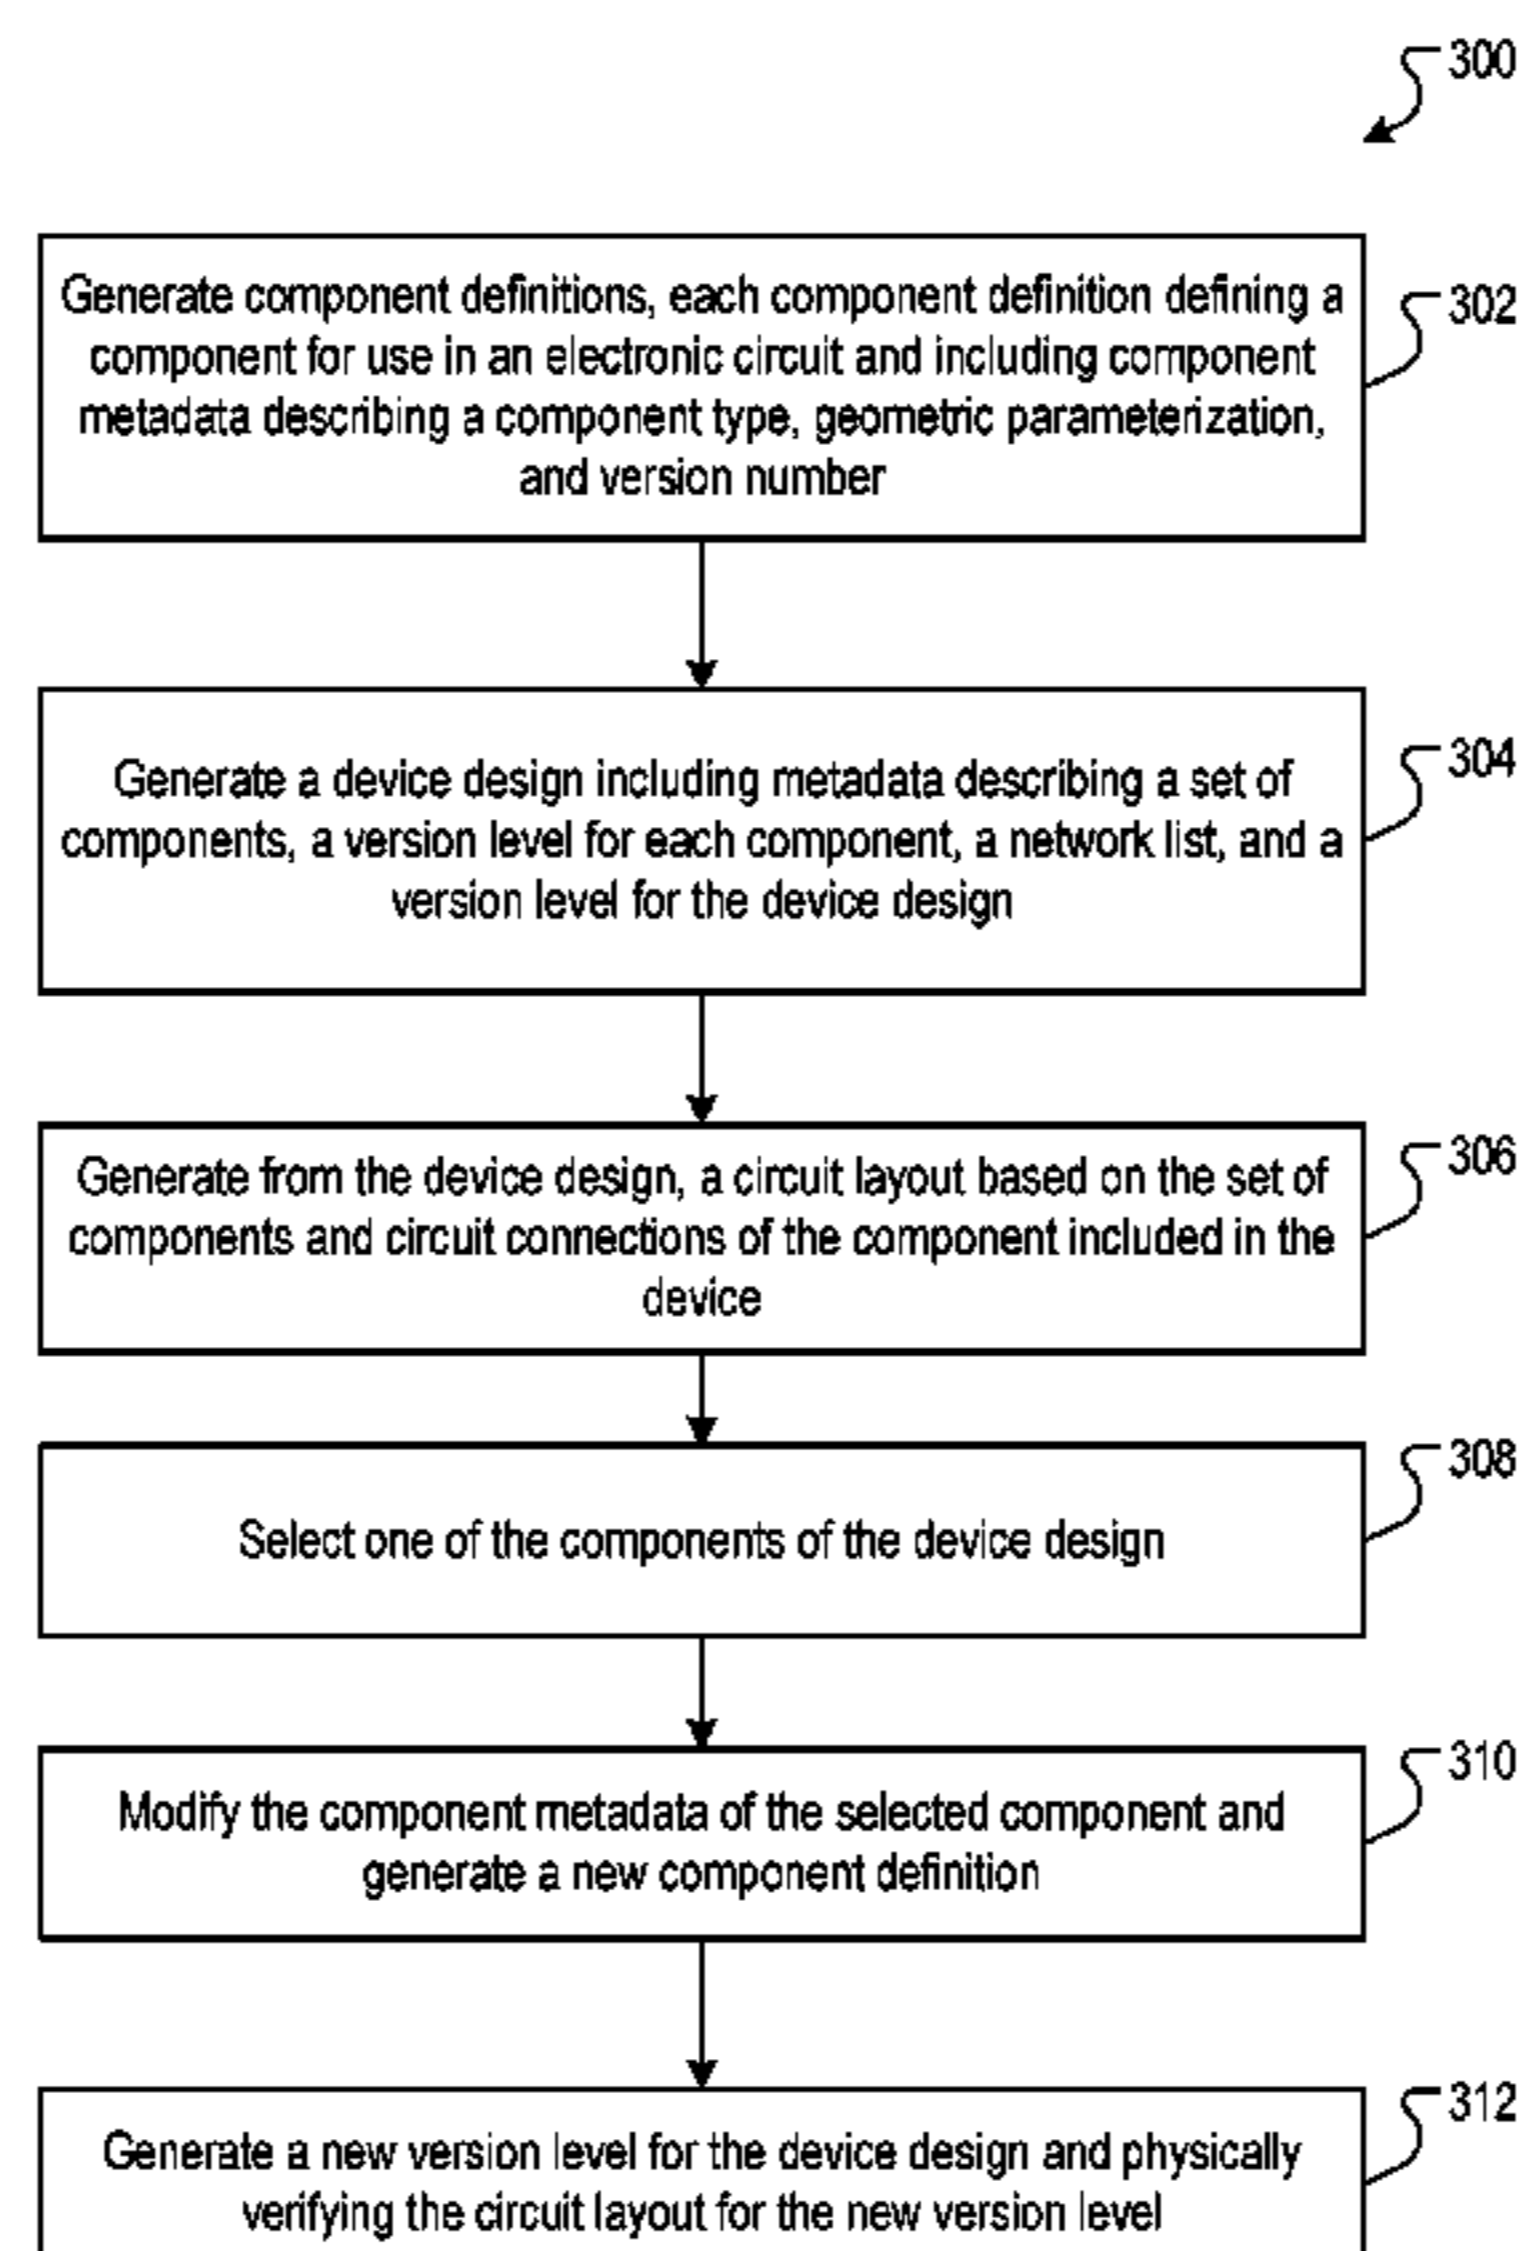 300
Generate component definitions, each component definition defining a
component for use in an electronic circuit and including component
metadata describing a component type, geometric parameterization,
and version number
302
Generate a device design including metadata describing a set of
components, a version level for each component, a network list, and a
version level for the device design
304
Generate from the device design, a circuit layout based on the set of
components and circuit connections of the component included in the
device
306
Select one of the components of the device design
308
Modify the component metadata of the selected component and
generate a new component definition
310
Generate a new version level for the device design and physically
verifying the circuit layout for the new version level
312